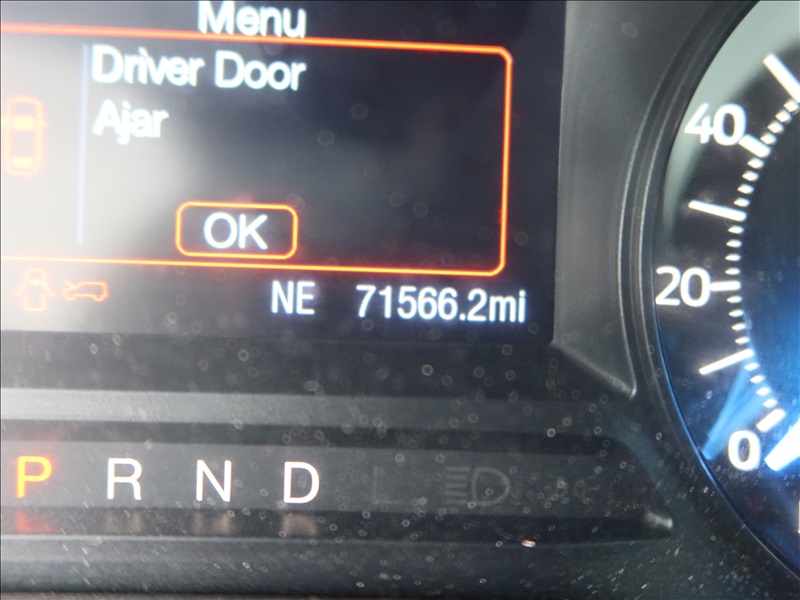 Menu
Driver Door
Ajar
OK
NE 71566.2mi
40
20
0
P R N D L